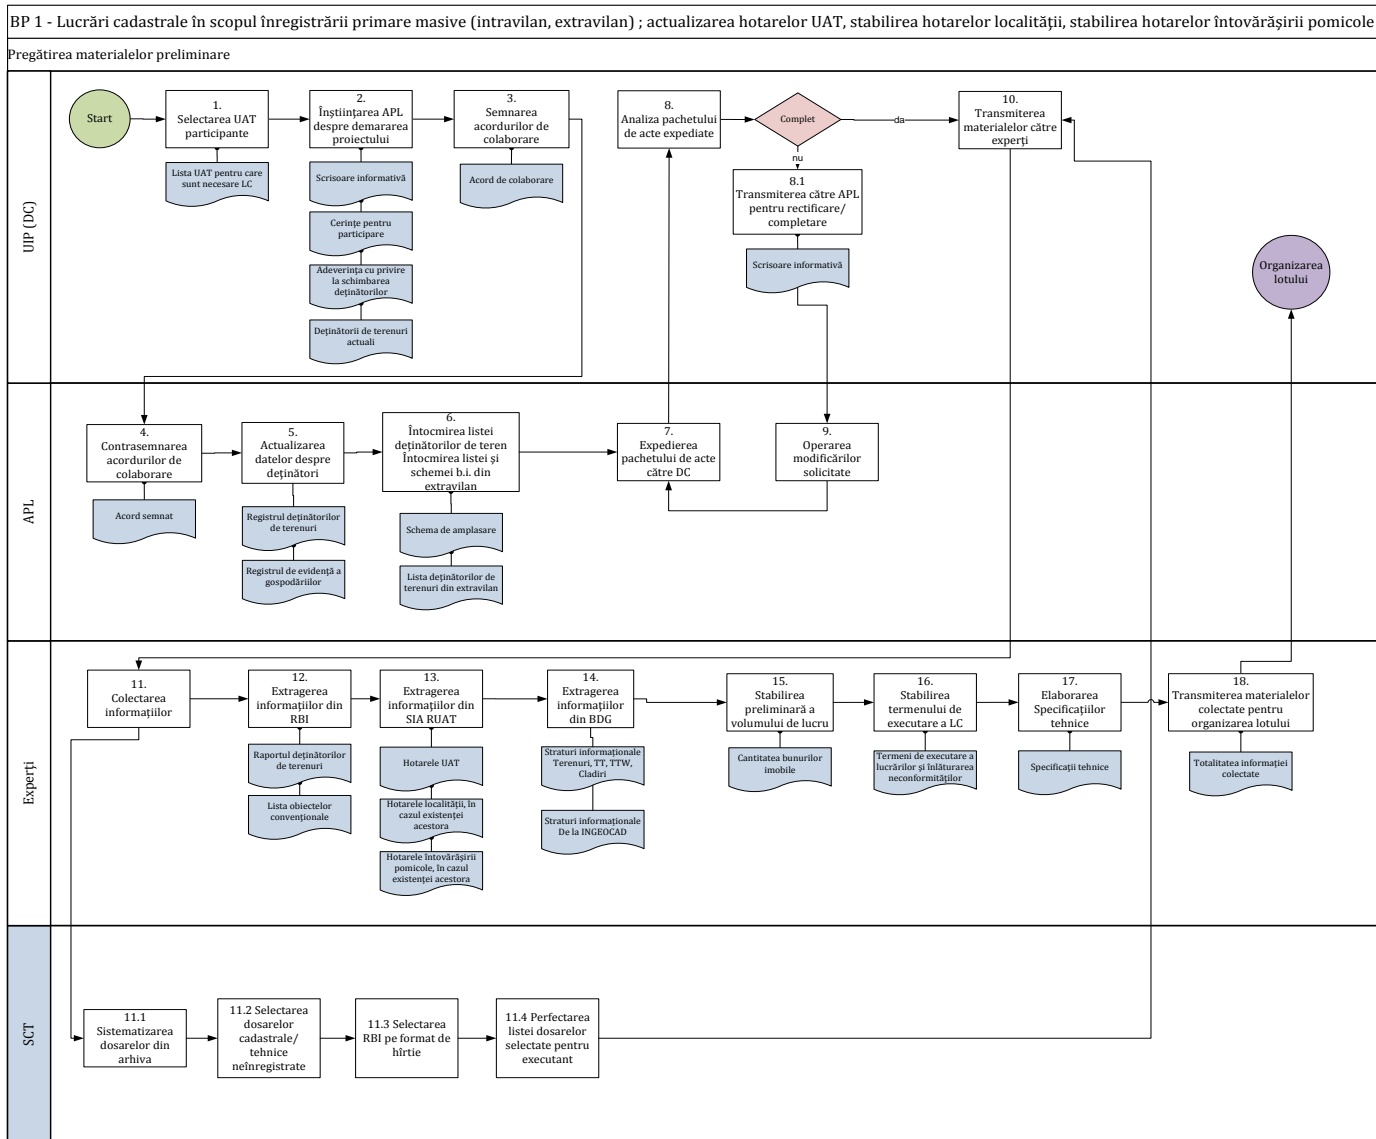 BP 1 - Lucrări cadastrale în scopul înregistrării primare masive (intravilan, extravilan) ; actualizarea hotarelor UAT, stabilirea hotarelor localității, stabilirea hotarelor întovărăşirii pomicole
Pregătirea materialelor preliminare
UIP (DC)
Start
1.
Selectarea UAT
participante
Lista UAT pentru care
sunt necesare LC
2.
Înştiințarea APL
despre demararea
proiectului
Scrisoare informativă
Cerințe pentru
participare
Adeverința cu privire
la schimbarea
deținătorilor
Deținătorii de terenuri
actuali
3.
Semnarea
acordurilor de
colaborare
Acord de colaborare
8.
Analiza pachetului
de acte expediate
Complet
da
nu
8.1
Transmiterea către APL
pentru rectificare/
completare
Scrisoare informativă
10.
Transmiterea
materialelor către
experți
Organizarea
lotului
APL
4.
Contrasemnarea
acordurilor de
colaborare
Acord semnat
5.
Actualizarea
datelor despre
deținători
Registrul deținătorilor
de terenuri
Registrul de evidență a
gospodăriilor
6.
Întocmirea listei
deținătorilor de teren
Întocmirea listei şi
schemei b.i. din
extravilan
Schema de amplasare
Lista deținătorilor de
terenuri din extravilan
7.
Expedierea
pachetului de acte
către DC
9.
Operarea
modificărilor
solicitate
Experți
11.
Colectarea
informațiilor
12.
Extragerea
informațiilor din
RBI
Raportul deținătorilor
de terenuri
Lista obiectelor
convenționale
13.
Extragerea
informațiilor din
SIA RUAT
Hotarele UAT
Hotarele localității, în
cazul existenței
acestora
Hotarele întovărăşirii
pomicole, în cazul
existenței acestora
14.
Extragerea
informațiilor
din BDG
Straturi informaționale
Terenuri, TT, TTW,
Cladiri
Straturi informaționale
De la INGEOCAD
15.
Stabilirea
preliminară a
volumului de lucru
Cantitatea bunurilor
imobile
16.
Stabilirea
termenului de
executare a LC
Termeni de executare a
lucrărilor şi înlăturarea
neconformităților
17.
Elaborarea
Specificațiilor
tehnice
Specificații tehnice
18.
Transmiterea materialelor
colectate pentru
organizarea lotului
Totalitatea informației
colectate
SCT
11.1
Sistematizarea
dosarelor din
arhiva
11.2 Selectarea
dosarelor
cadastrale/
tehnice
neînregistrate
11.3 Selectarea
RBI pe format de
hîrtie
11.4 Perfectarea
listei dosarelor
selectate pentru
executant